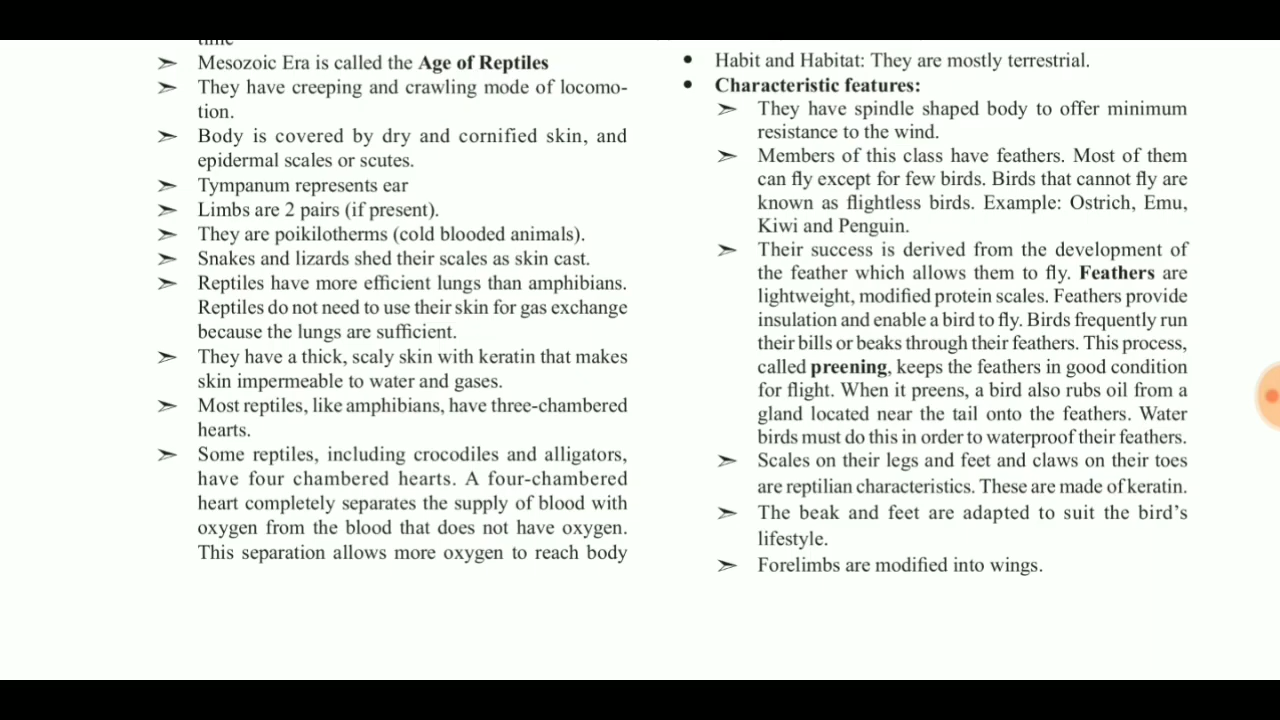 time
➣ Mesozoic Era is called the Age of Reptiles
➣ They have creeping and crawling mode of locomo-
tion.
➣ Body is covered by dry and cornified skin, and
epidermal scales or scutes.
➣ Tympanum represents ear
➣ Limbs are 2 pairs (if present).
➣ They are poikilotherms (cold blooded animals).
➣ Snakes and lizards shed their scales as skin cast.
➣ Reptiles have more efficient lungs than amphibians.
Reptiles do not need to use their skin for gas exchange
because the lungs are sufficient.
➣ They have a thick, scaly skin with keratin that makes
skin impermeable to water and gases.
➣ Most reptiles, like amphibians, have three-chambered
hearts.
➣ Some reptiles, including crocodiles and alligators,
have four chambered hearts. A four-chambered
heart completely separates the supply of blood with
oxygen from the blood that does not have oxygen.
This separation allows more oxygen to reach body
• Habit and Habitat: They are mostly terrestrial.
• Characteristic features:
➣ They have spindle shaped body to offer minimum
resistance to the wind.
➣ Members of this class have feathers. Most of them
can fly except for few birds. Birds that cannot fly are
known as flightless birds. Example: Ostrich, Emu,
Kiwi and Penguin.
➣ Their success is derived from the development of
the feather which allows them to fly. Feathers are
lightweight, modified protein scales. Feathers provide
insulation and enable a bird to fly. Birds frequently run
their bills or beaks through their feathers. This process,
called preening, keeps the feathers in good condition
for flight. When it preens, a bird also rubs oil from a
gland located near the tail onto the feathers. Water
birds must do this in order to waterproof their feathers.
➣ Scales on their legs and feet and claws on their toes
are reptilian characteristics. These are made of keratin.
➣ The beak and feet are adapted to suit the bird’s
lifestyle.
➣ Forelimbs are modified into wings.